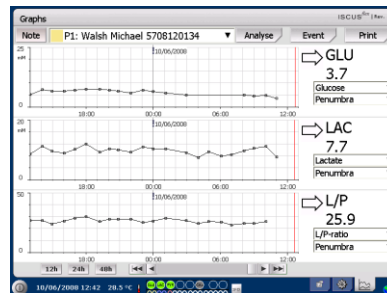 Graphs
ISCUS
Note P1: Walsh Michael 5708120134 Analyse Event Print
25
mM
10/06/2008
18:00 00:00 06:00 12:00
GLU
3.7
Glucose
Penumbra
20
mM
10/06/2008
18:00 00:00 06:00 12:00
LAC
7.7
Lactate
Penumbra
50
10/06/2008
0
18:00 00:00 06:00 12:00
L/P
25.9
L/P-ratio
Penumbra
12h 24h 48h
10/06/2008 12:42 28.5 °C